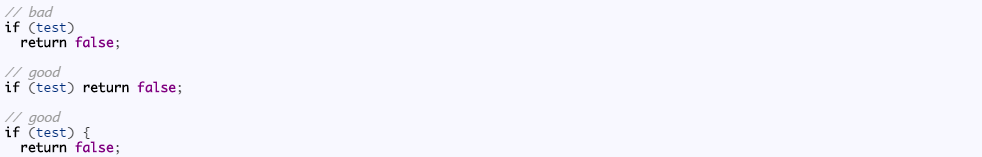 // bad
if (test)
  return false;

// good
if (test) return false;

// good
if (test) {
  return false;